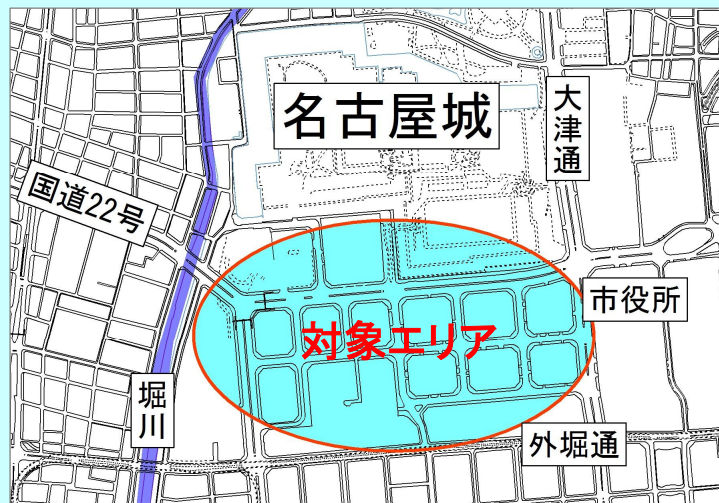 名古屋城
大津通
国道22号
市役所
対象エリア
堀川
外堀通